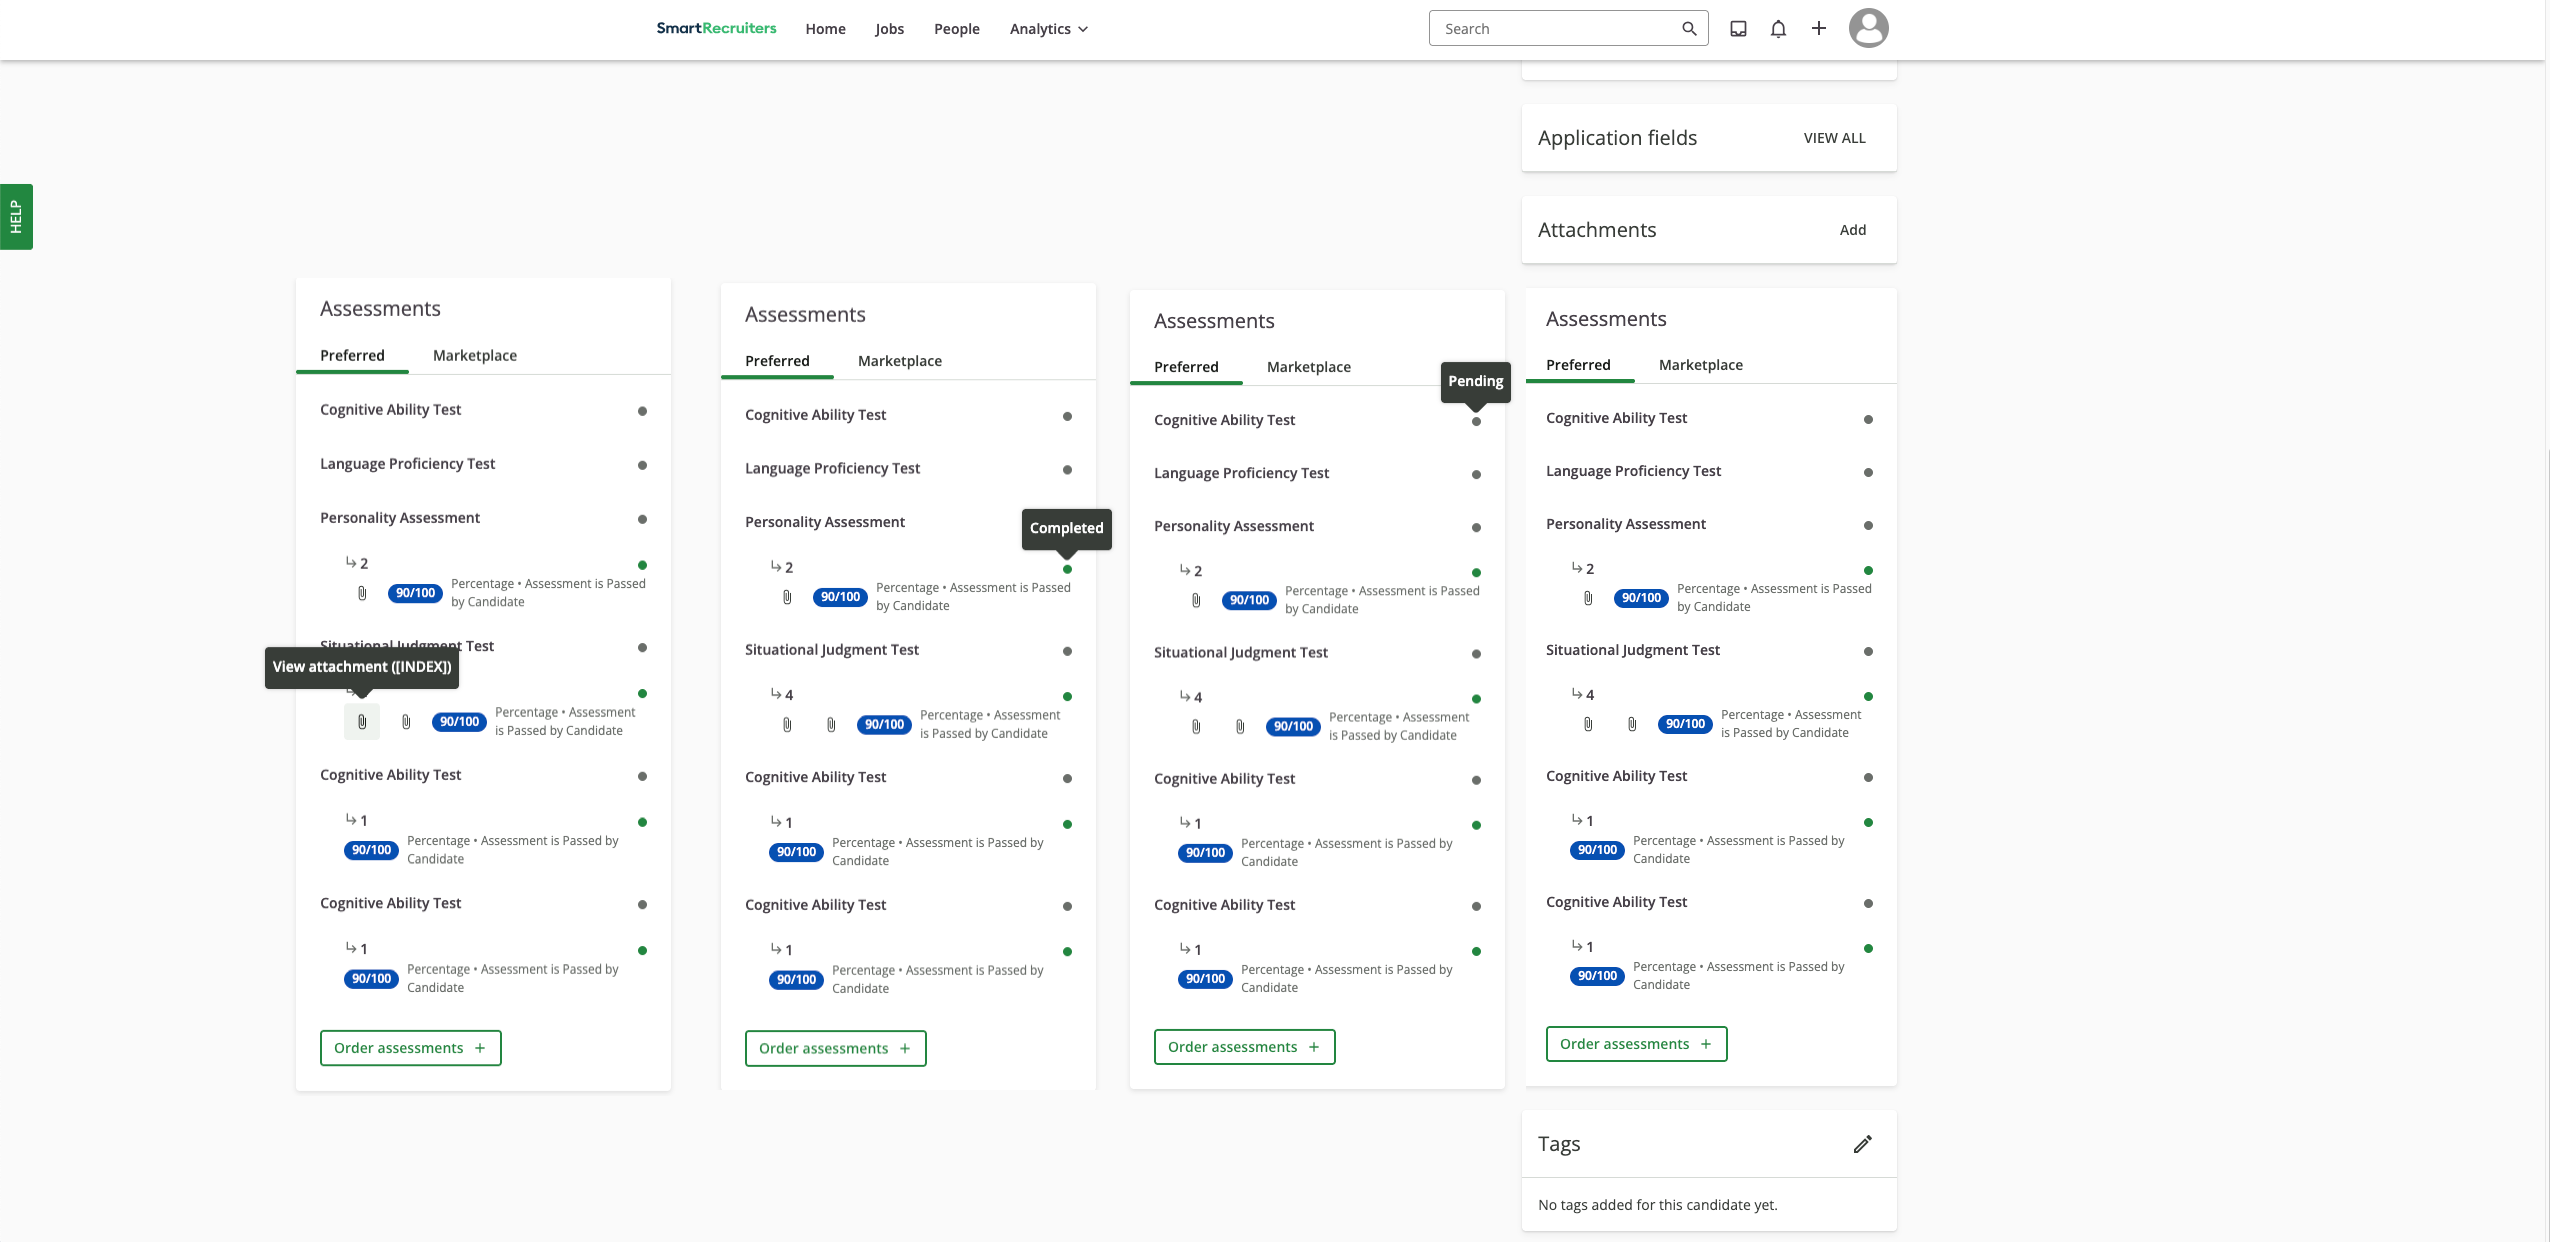 SmartRecruiters Home Jobs People Analytics Search
HELP
Application fields VIEW ALL
Attachments Add
Assessments
Preferred Marketplace
Cognitive Ability Test
Language Proficiency Test
Personality Assessment
2
90/100 Percentage • Assessment is Passed
by Candidate
Situational Judgment Test
View attachment ([INDEX])
90/100 Percentage • Assessment
is Passed by Candidate
Cognitive Ability Test
1
90/100 Percentage • Assessment is Passed by
Candidate
Cognitive Ability Test
1
90/100 Percentage • Assessment is Passed by
Candidate
Order assessments +
Assessments
Preferred Marketplace
Cognitive Ability Test
Language Proficiency Test
Personality Assessment
Completed
2
90/100 Percentage • Assessment is Passed
by Candidate
Situational Judgment Test
4
90/100 Percentage • Assessment
is Passed by Candidate
Cognitive Ability Test
1
90/100 Percentage • Assessment is Passed by
Candidate
Cognitive Ability Test
1
90/100 Percentage • Assessment is Passed by
Candidate
Order assessments +
Assessments
Preferred Marketplace
Pending
Cognitive Ability Test
Language Proficiency Test
Personality Assessment
2
90/100 Percentage • Assessment is Passed
by Candidate
Situational Judgment Test
4
90/100 Percentage • Assessment
is Passed by Candidate
Cognitive Ability Test
1
90/100 Percentage • Assessment is Passed by
Candidate
Cognitive Ability Test
1
90/100 Percentage • Assessment is Passed by
Candidate
Order assessments +
Assessments
Preferred Marketplace
Cognitive Ability Test
Language Proficiency Test
Personality Assessment
2
90/100 Percentage • Assessment is Passed
by Candidate
Situational Judgment Test
4
90/100 Percentage • Assessment
is Passed by Candidate
Cognitive Ability Test
1
90/100 Percentage • Assessment is Passed by
Candidate
Cognitive Ability Test
1
90/100 Percentage • Assessment is Passed by
Candidate
Order assessments +
Tags
No tags added for this candidate yet.